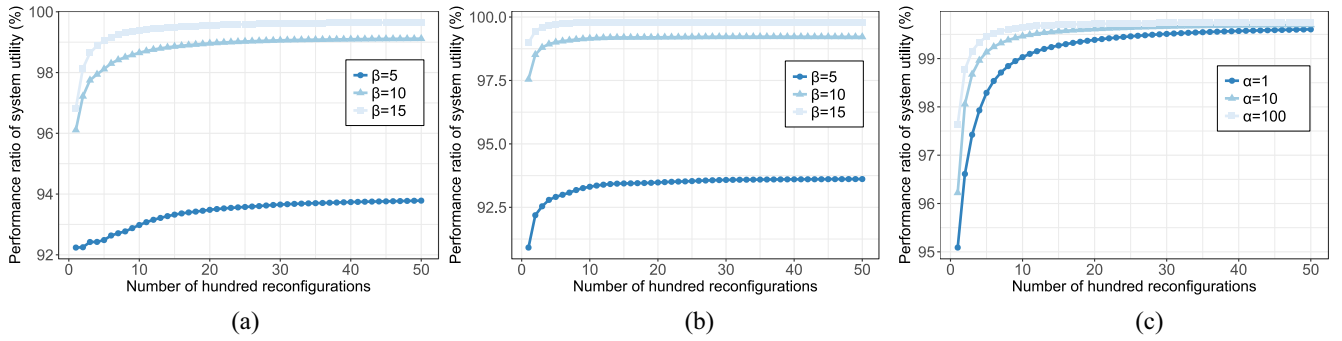 Performance ratio of system utility (%)
100
98
96
94
92
0
10
20
30
40
50
Number of hundred reconfigurations
β=5
β=10
β=15
(a)
Performance ratio of system utility (%)
100.0
97.5
95.0
92.5
0
10
20
30
40
50
Number of hundred reconfigurations
β=5
β=10
β=15
(b)
Performance ratio of system utility (%)
99
98
97
96
95
0
10
20
30
40
50
Number of hundred reconfigurations
α=1
α=10
α=100
(c)